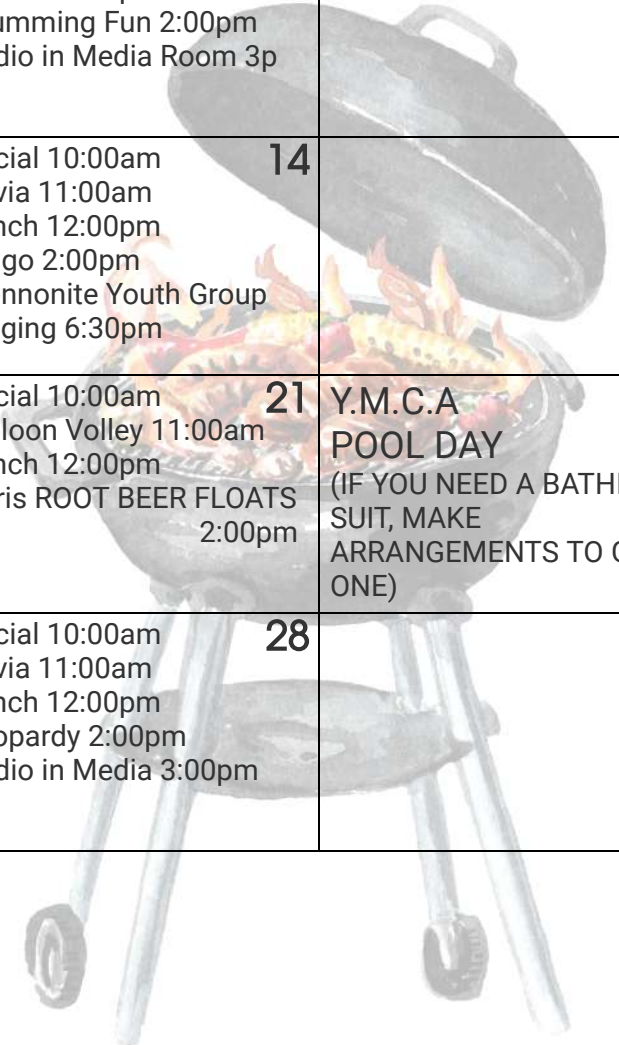 umming Fun 2:00pm
dio in Media Room 3p
cial 10:00am 14
via 11:00am
nch 12:00pm
go 2:00pm
nnonite Youth Group
ging 6:30pm
cial 10:00am 21
loon Volley 11:00am
nch 12:00pm
ris ROOT BEER FLOATS
2:00pm
Y.M.C.A
POOL DAY
(IF YOU NEED A BATHI
SUIT, MAKE
ARRANGEMENTS TO
ONE)
cial 10:00am 28
via 11:00am
nch 12:00pm
opardy 2:00pm
dio in Media 3:00pm